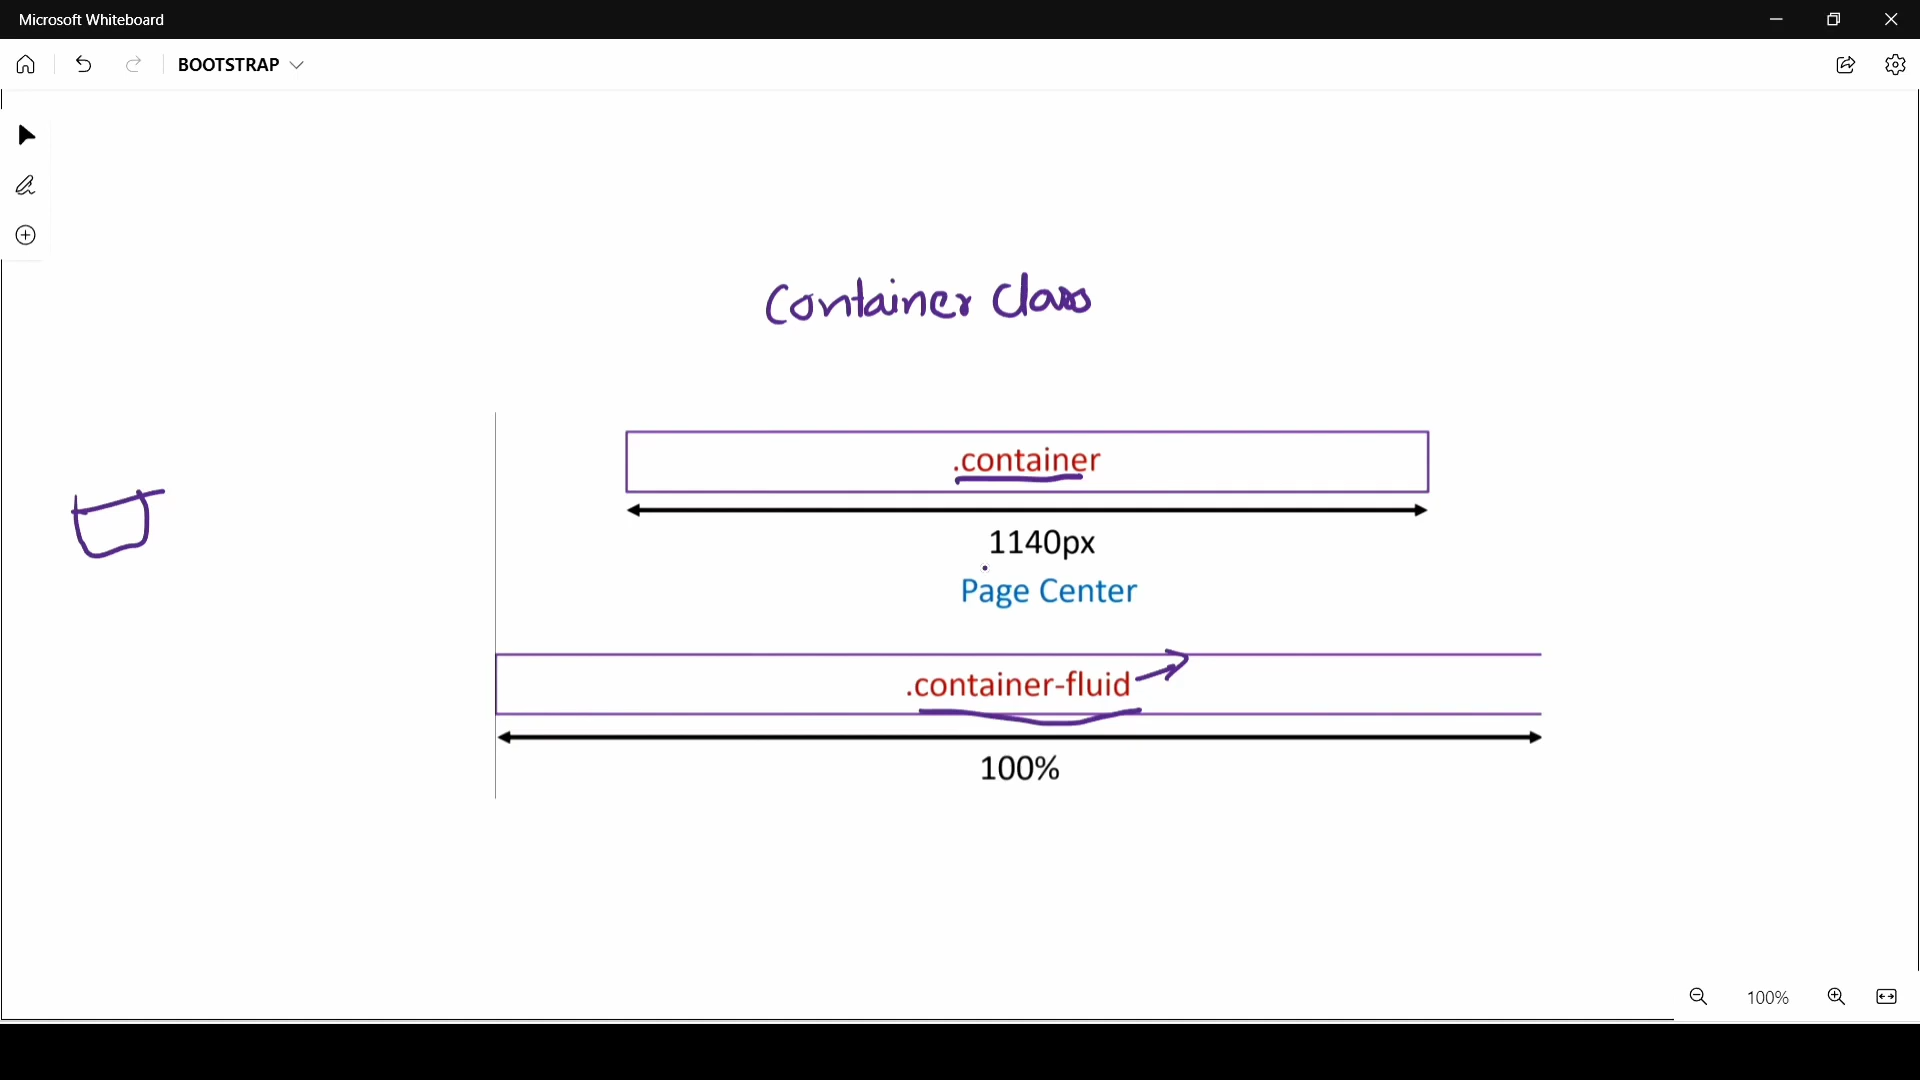 Microsoft Whiteboard
BOOTSTRAP
Container Class
.container
1140px
Page Center
.container-fluid
100%
100%